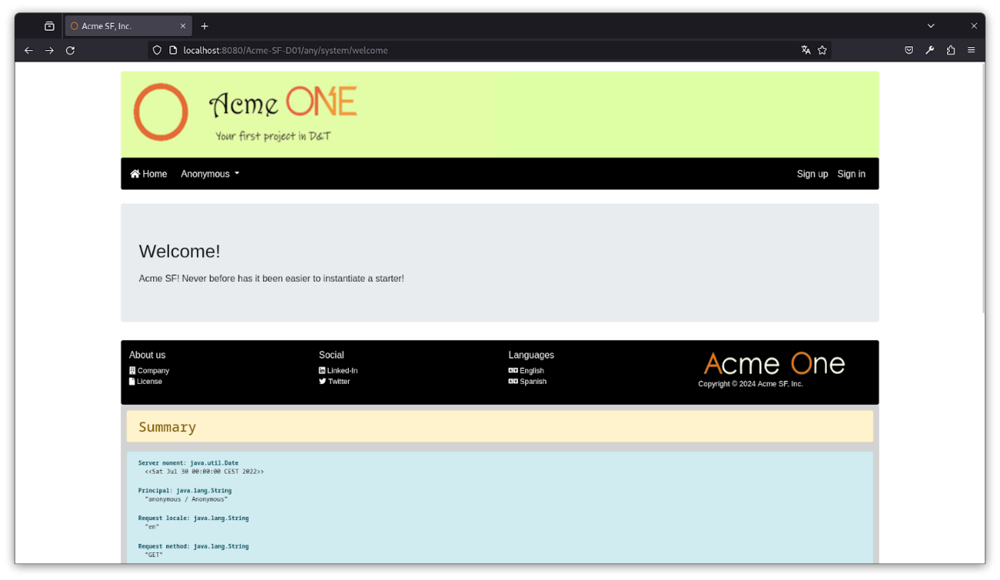 Acme SF, Inc.
localhost:8080/Acme-SF-D01/any/system/welcome
Acme ONE
Your first project in D&T
Home Anonymous Sign up Sign in
Welcome!
Acme SF! Never before has it been easier to instantiate a starter!
About us
Company
License
Social
Linked-In
Twitter
Languages
English
Spanish
Acme One
Copyright © 2024 Acme SF, Inc.
Summary
Server moment: java.util.Date
<<Sat Jul 30 00:00:00 CEST 2022>>
Principal: java.lang.String
"anonymous / Anonymous"
Request locale: java.lang.String
"en"
Request method: java.lang.String
"GET"